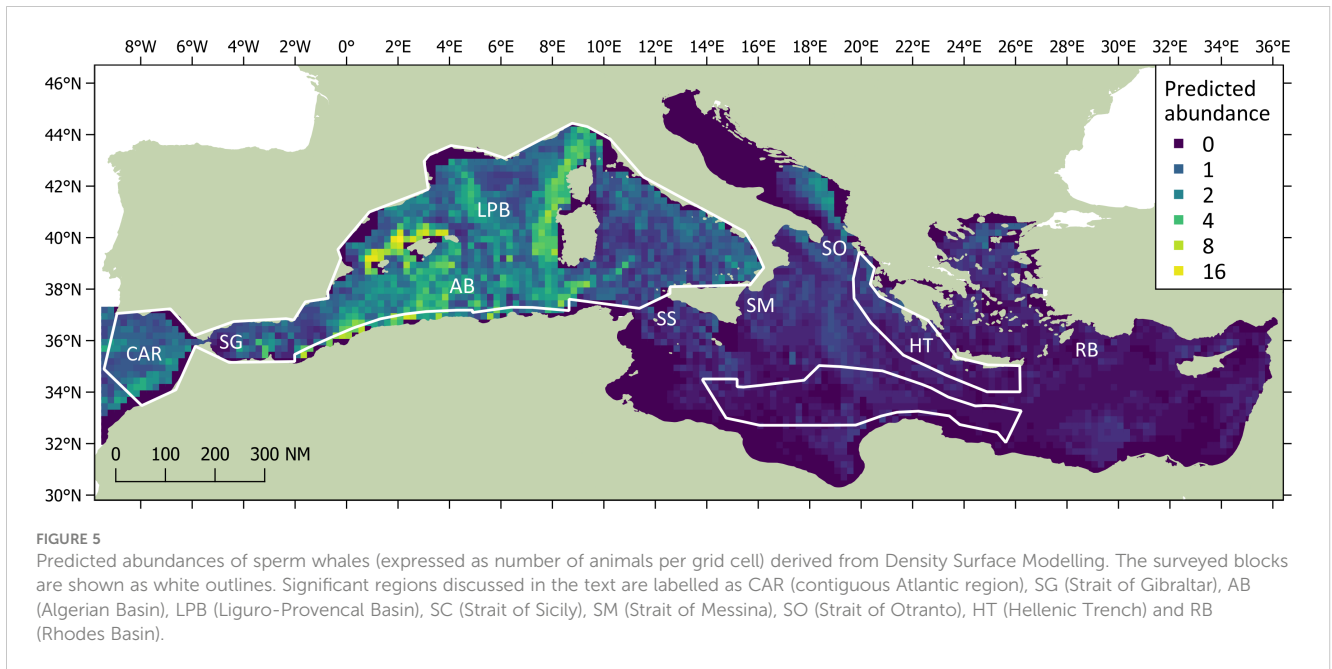 8°W 6°W 4°W 2°W 0° 2°E 4°E 6°E 8°E 10°E 12°E 14°E 16°E 18°E 20°E 22°E 24°E 26°E 28°E 30°E 32°E 34°E 36°E
46°N
44°N
42°N
40°N
38°N
36°N
34°N
32°N
30°N
Predicted
abundance
0
1
2
4
8
16
LPB
SO
AB
SM
SS
SG
HT
RB
CAR
0 100 200 300 NM
FIGURE 5
Predicted abundances of sperm whales (expressed as number of animals per grid cell) derived from Density Surface Modelling. The surveyed blocks
are shown as white outlines. Significant regions discussed in the text are labelled as CAR (contiguous Atlantic region), SG (Strait of Gibraltar), AB
(Algerian Basin), LPB (Liguro-Provencal Basin), SC (Strait of Sicily), SM (Strait of Messina), SO (Strait of Otranto), HT (Hellenic Trench) and RB
(Rhodes Basin).